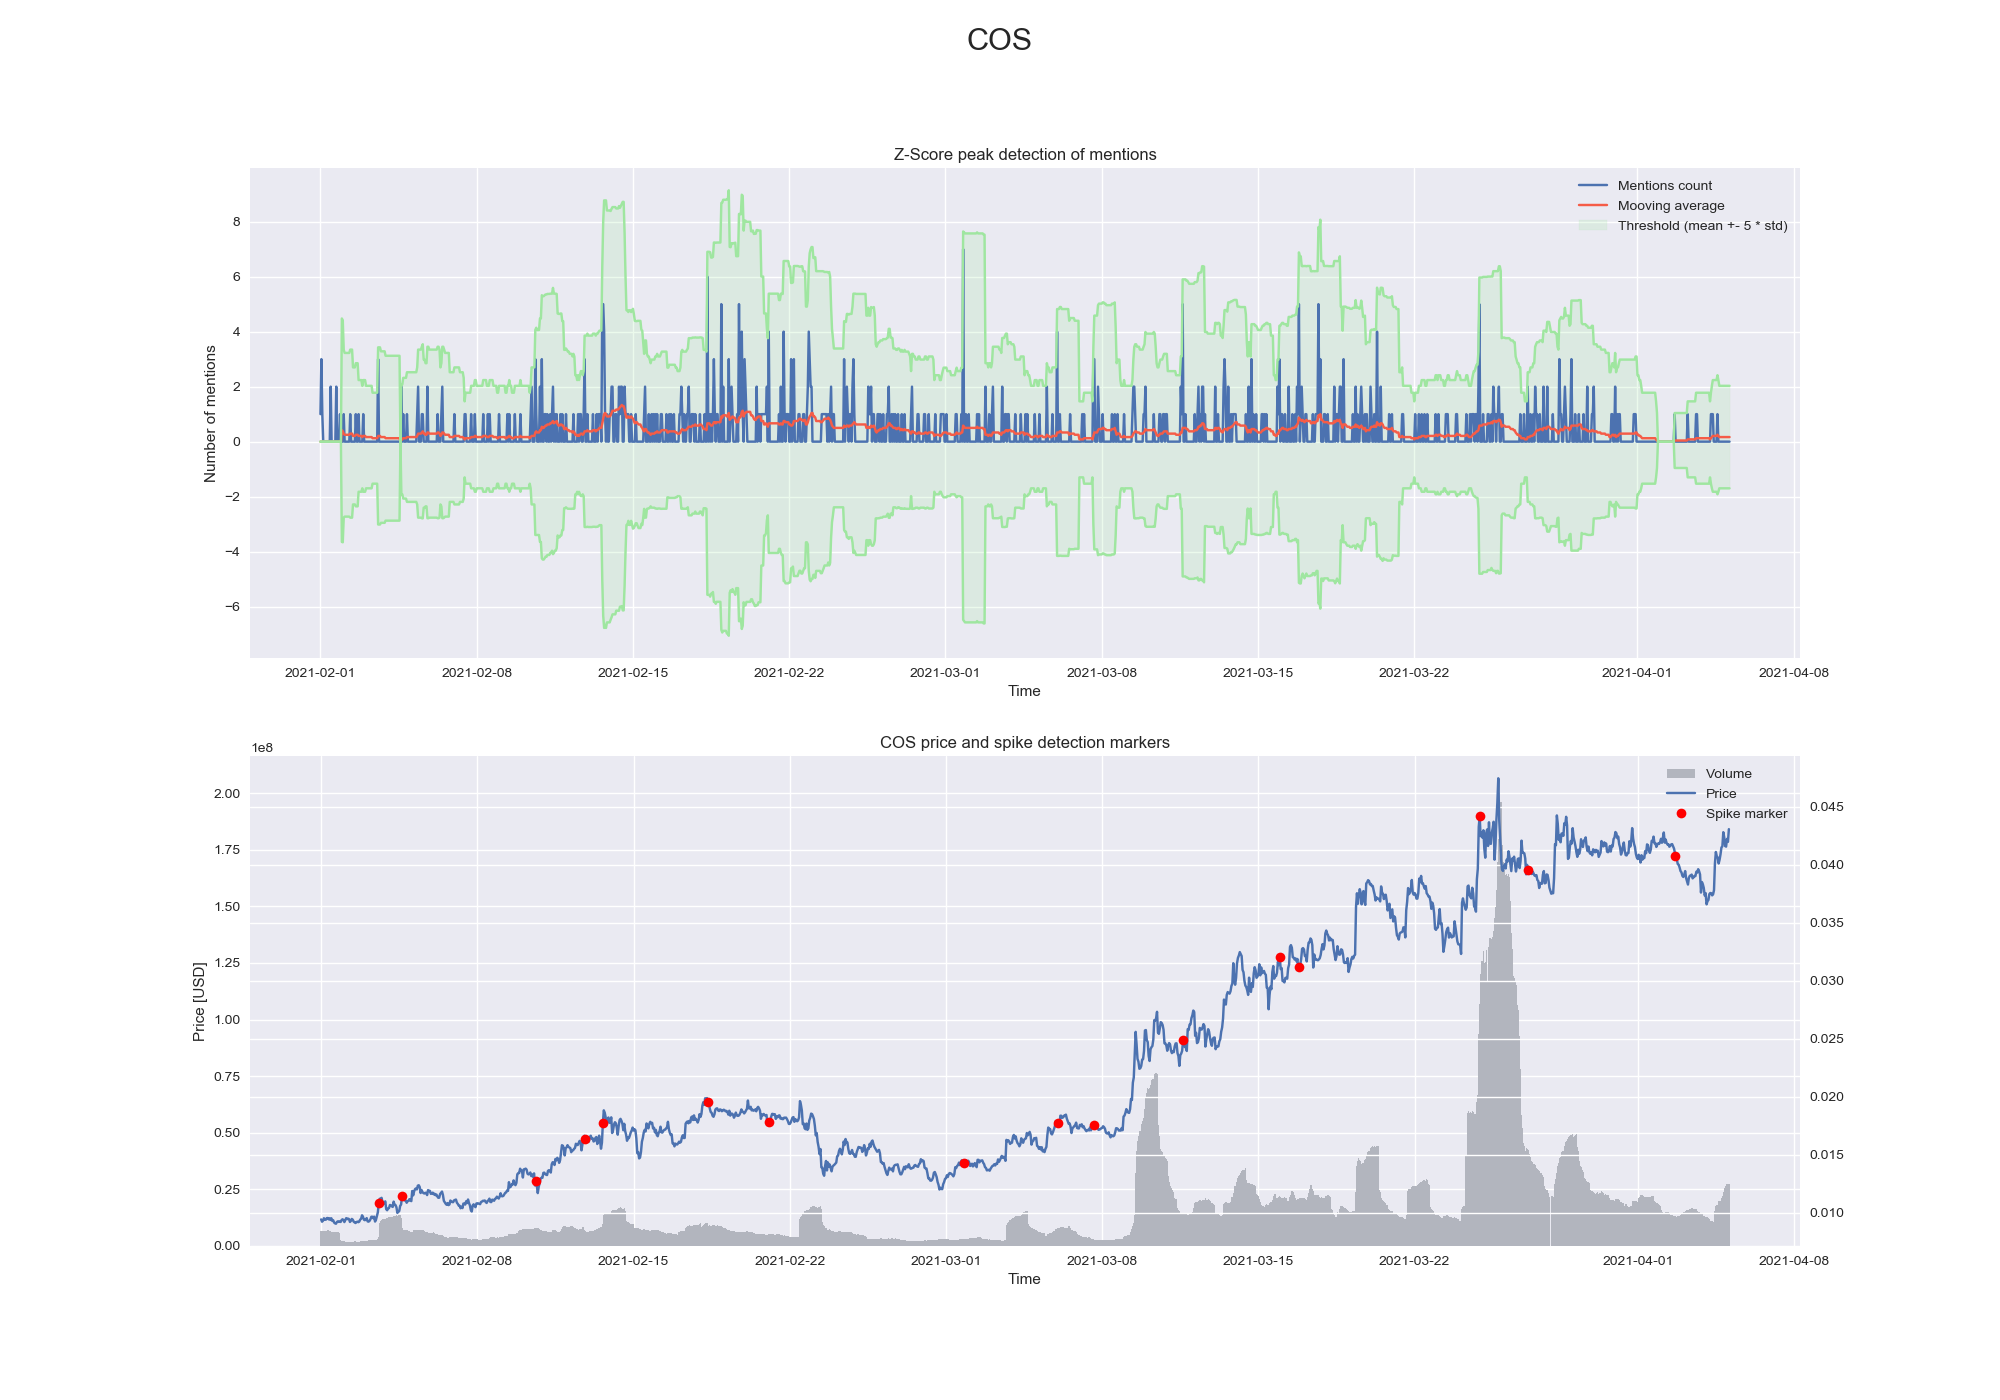 COS
Z-Score peak detection of mentions
Mentions count
Mooving average
Threshold (mean +- 5 * std)
Number of mentions
8
6
4
2
0
−2
−4
−6
2021-02-01 2021-02-08 2021-02-15 2021-02-22 2021-03-01 2021-03-08 2021-03-15 2021-03-22 2021-04-01 2021-04-08
Time
COS price and spike detection markers
1e8
Volume
Price
Spike marker
Price [USD]
2.00
1.75
1.50
1.25
1.00
0.75
0.50
0.25
0.00
0.045
0.040
0.035
0.030
0.025
0.020
0.015
0.010
2021-02-01 2021-02-08 2021-02-15 2021-02-22 2021-03-01 2021-03-08 2021-03-15 2021-03-22 2021-04-01 2021-04-08
Time